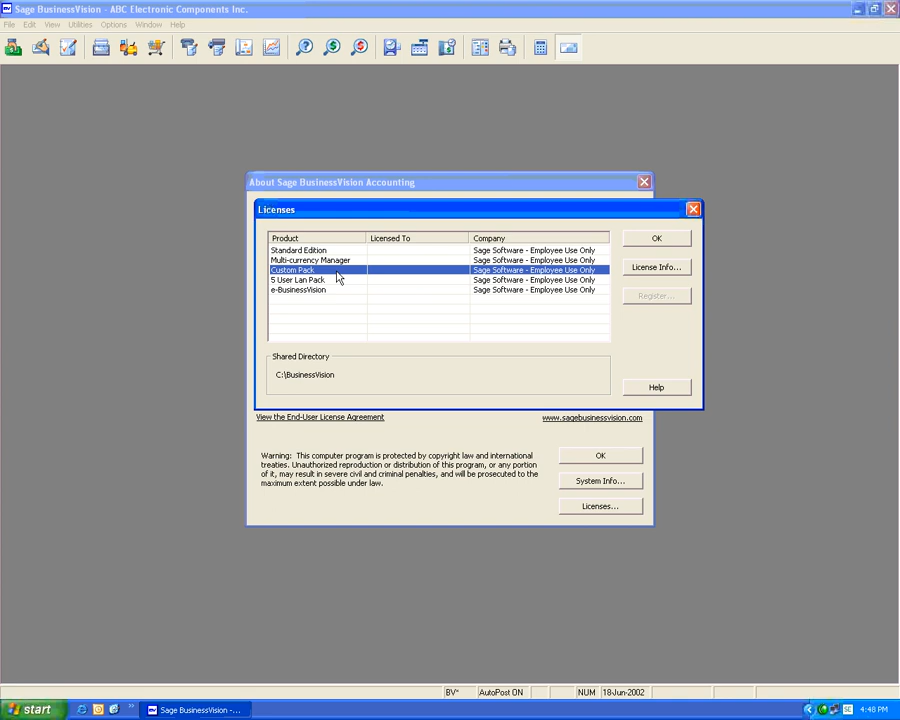 BV Sage BusinessVision - ABC Electronic Components Inc.
File Edit View Utilities Options Window Help
About Sage BusinessVision Accounting
Licenses
Product Licensed To Company
Standard Edition Sage Software - Employee Use Only
Multi-currency Manager Sage Software - Employee Use Only
Custom Pack Sage Software - Employee Use Only
5 User Lan Pack Sage Software - Employee Use Only
e-BusinessVision Sage Software - Employee Use Only
OK
License Info...
Register...
Shared Directory
C:\BusinessVision
Help
View the End-User License Agreement www.sagebusinessvision.com
Warning: This computer program is protected by copyright law and international
treaties. Unauthorized reproduction or distribution of this program, or any portion
of it, may result in severe civil and criminal penalties, and will be prosecuted to the
maximum extent possible under law.
OK
System Info...
Licenses...
BV* AutoPost ON NUM 18-Jun-2002
start BV Sage BusinessVision -... SE 4:48 PM